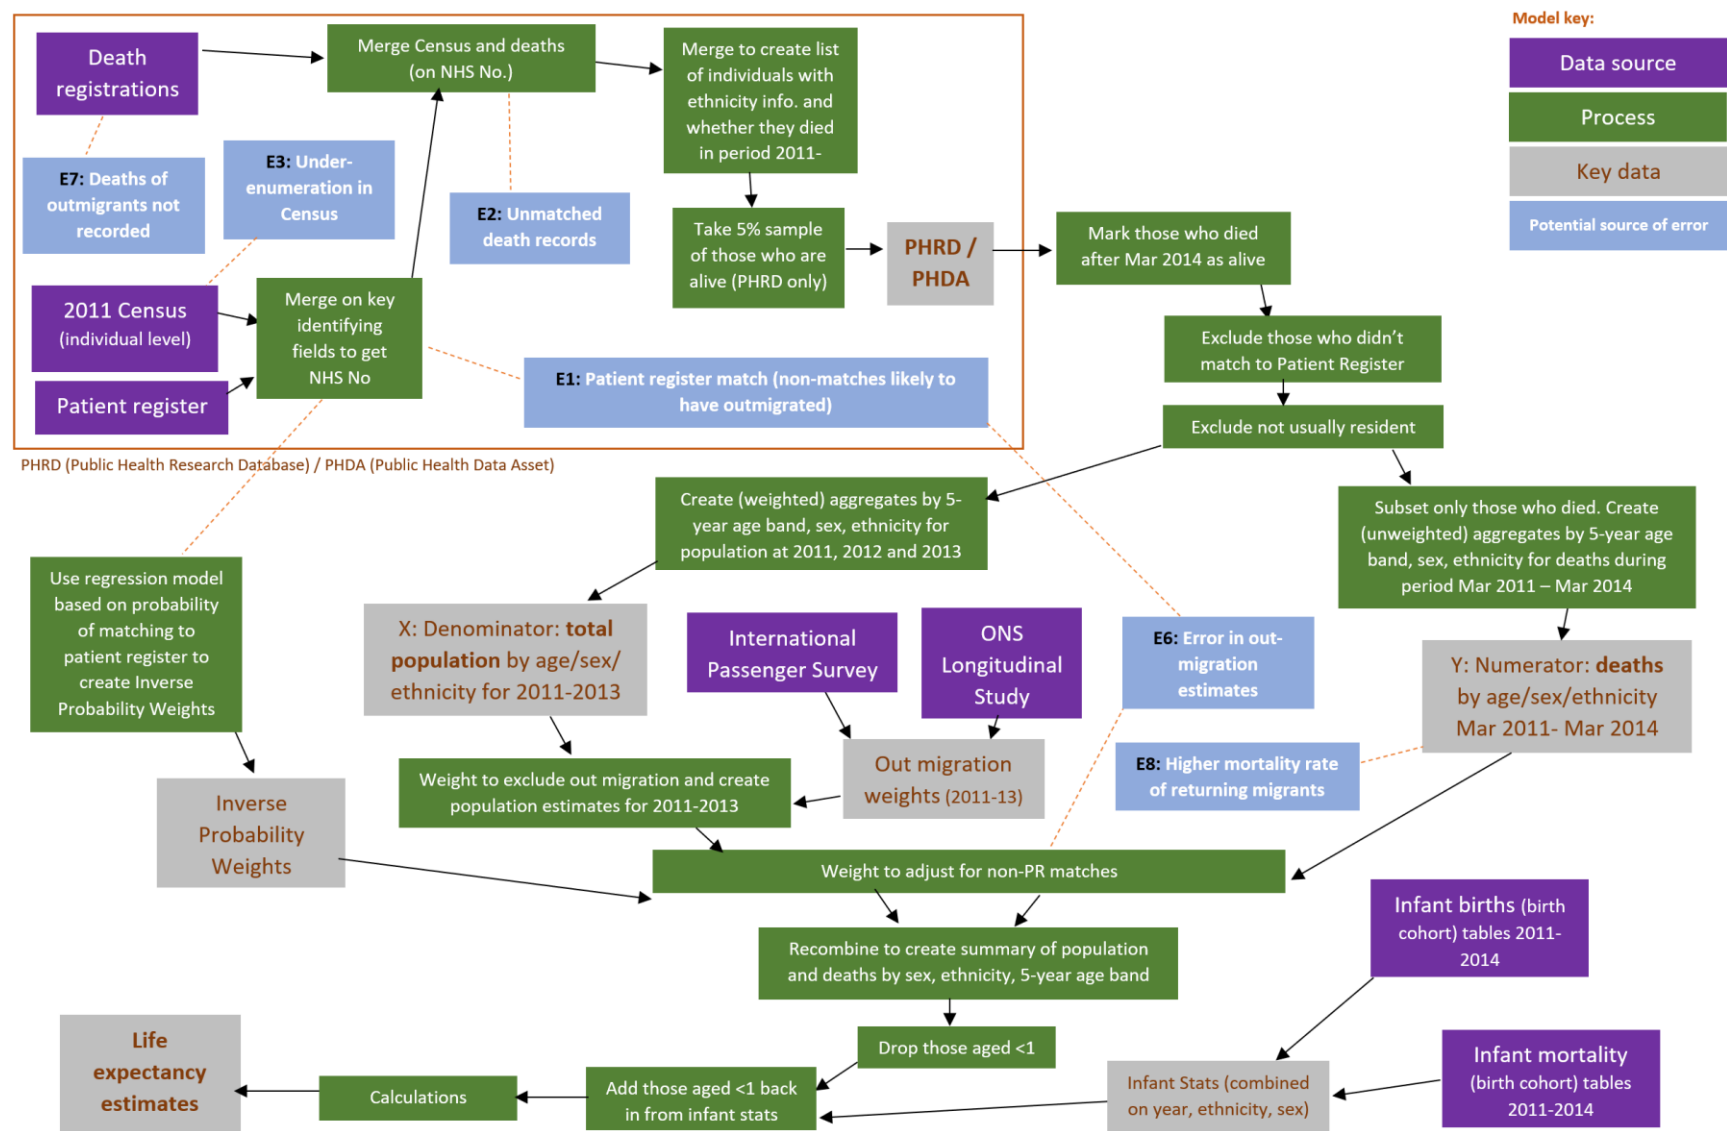 Model key:
Data source
Process
Key data
Potential source of error
Death
registrations
Merge Census and deaths
(on NHS No.)
Merge to create list
of individuals with
ethnicity info. and
whether they died
in period 2011-
E7: Deaths of
outmigrants not
recorded
E3: Under-
enumeration in
Census
E2: Unmatched
death records
Take 5% sample
of those who are
alive (PHRD only)
PHRD /
PHDA
Mark those who died
after Mar 2014 as alive
2011 Census
(individual level)
Merge on key
identifying
fields to get
NHS No
Patient register
E1: Patient register match (non-matches likely to
have outmigrated)
Exclude those who didn’t
match to Patient Register
Exclude not usually resident
PHRD (Public Health Research Database) / PHDA (Public Health Data Asset)
Create (weighted) aggregates by 5-
year age band, sex, ethnicity for
population at 2011, 2012 and 2013
Subset only those who died. Create
(unweighted) aggregates by 5-year age
band, sex, ethnicity for deaths during
period Mar 2011 – Mar 2014
Use regression model
based on probability
of matching to
patient register to
create Inverse
Probability Weights
X: Denominator: total
population by age/sex/
ethnicity for 2011-2013
International
Passenger Survey
ONS
Longitudinal
Study
E6: Error in out-
migration
estimates
Y: Numerator: deaths
by age/sex/ethnicity
Mar 2011- Mar 2014
Weight to exclude out migration and create
population estimates for 2011-2013
Out migration
weights (2011-13)
E8: Higher mortality rate
of returning migrants
Inverse
Probability
Weights
Weight to adjust for non-PR matches
Infant births (birth
cohort) tables 2011-
2014
Recombine to create summary of population
and deaths by sex, ethnicity, 5-year age band
Drop those aged <1
Life
expectancy
estimates
Calculations
Add those aged <1 back
in from infant stats
Infant Stats (combined
on year, ethnicity, sex)
Infant mortality
(birth cohort) tables
2011-2014